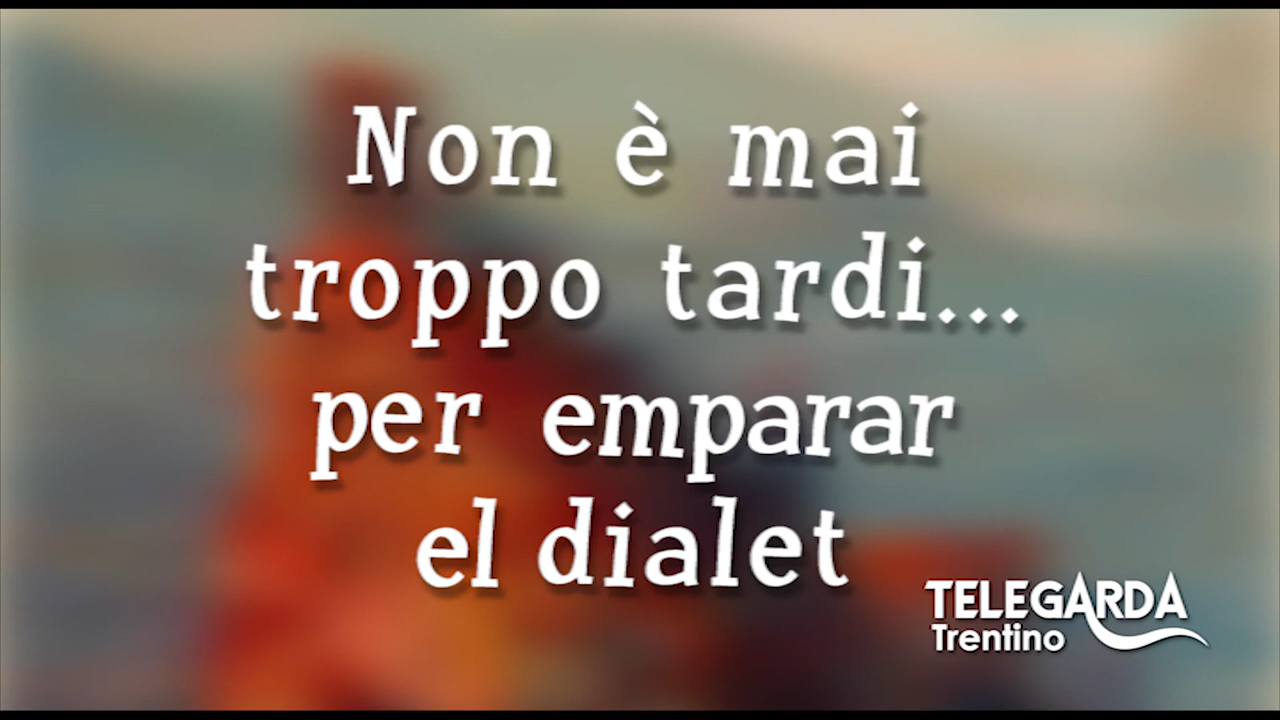 Non è mai
troppo tardi...
per emparar
el dialet
TELEGARDA
Trentino